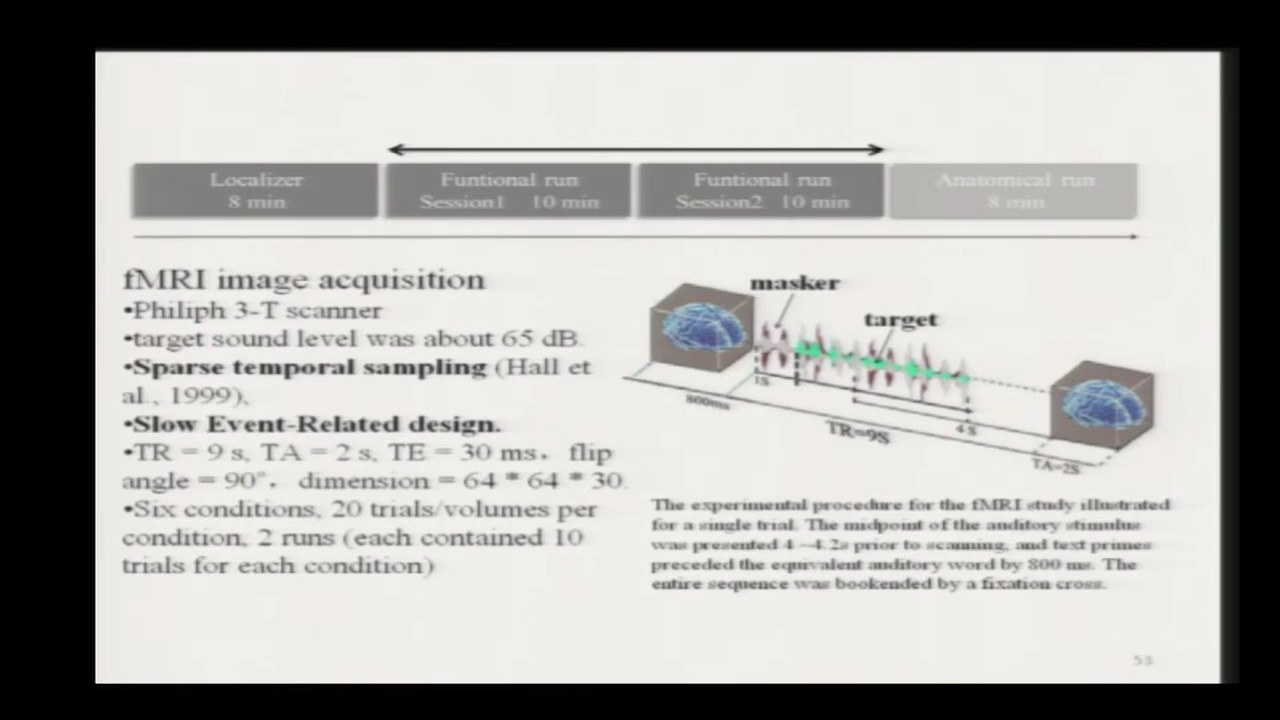 Localizer
8 min
Funtional run
Session1 10 min
Funtional run
Session2 10 min
Anatomical run
8 min
fMRI image acquisition
•Philiph 3-T scanner
•target sound level was about 65 dB.
•Sparse temporal sampling (Hall et
al., 1999),
•Slow Event-Related design.
•TR = 9 s, TA = 2 s, TE = 30 ms, flip
angle = 90°, dimension = 64 * 64 * 30.
•Six conditions, 20 trials/volumes per
condition, 2 runs (each contained 10
trials for each condition)
masker
target
1S
800ms
TR=9S
4 S
TA=2S
The experimental procedure for the fMRI study illustrated
for a single trial. The midpoint of the auditory stimulus
was presented 4 ~4.2s prior to scanning, and text primes
preceded the equivalent auditory word by 800 ms. The
entire sequence was bookended by a fixation cross.
53